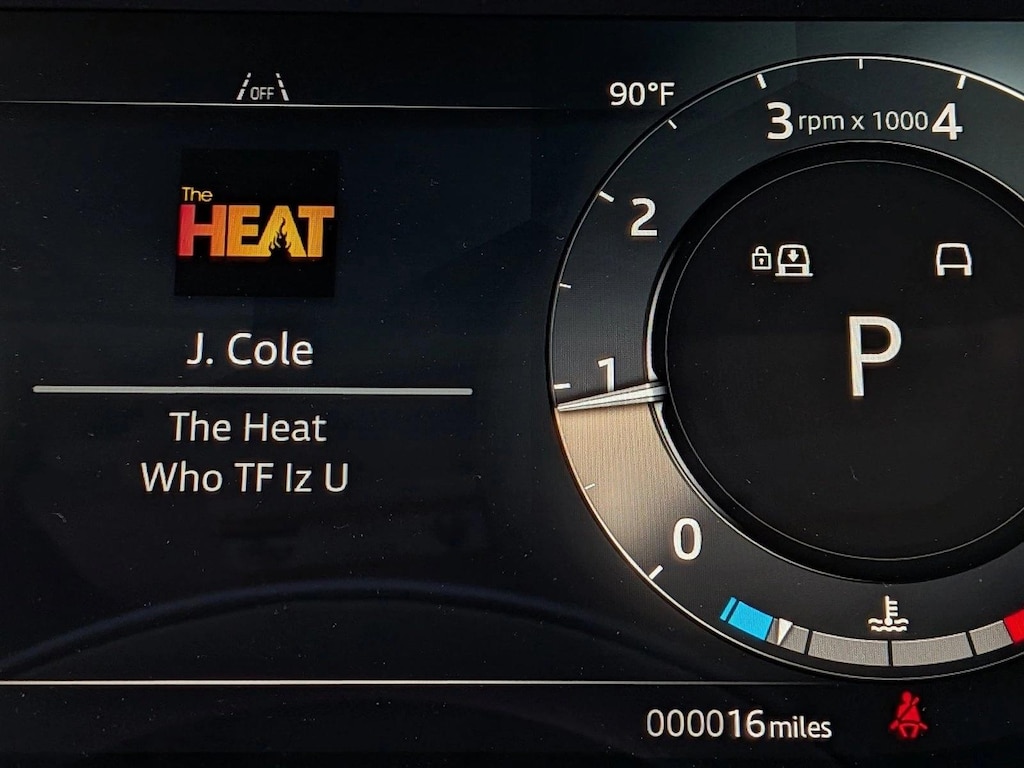 OFF
90°F
3 rpm x 1000 4
2
1
0
The
HEAT
J. Cole
The Heat
Who TF Iz U
P
000016 miles